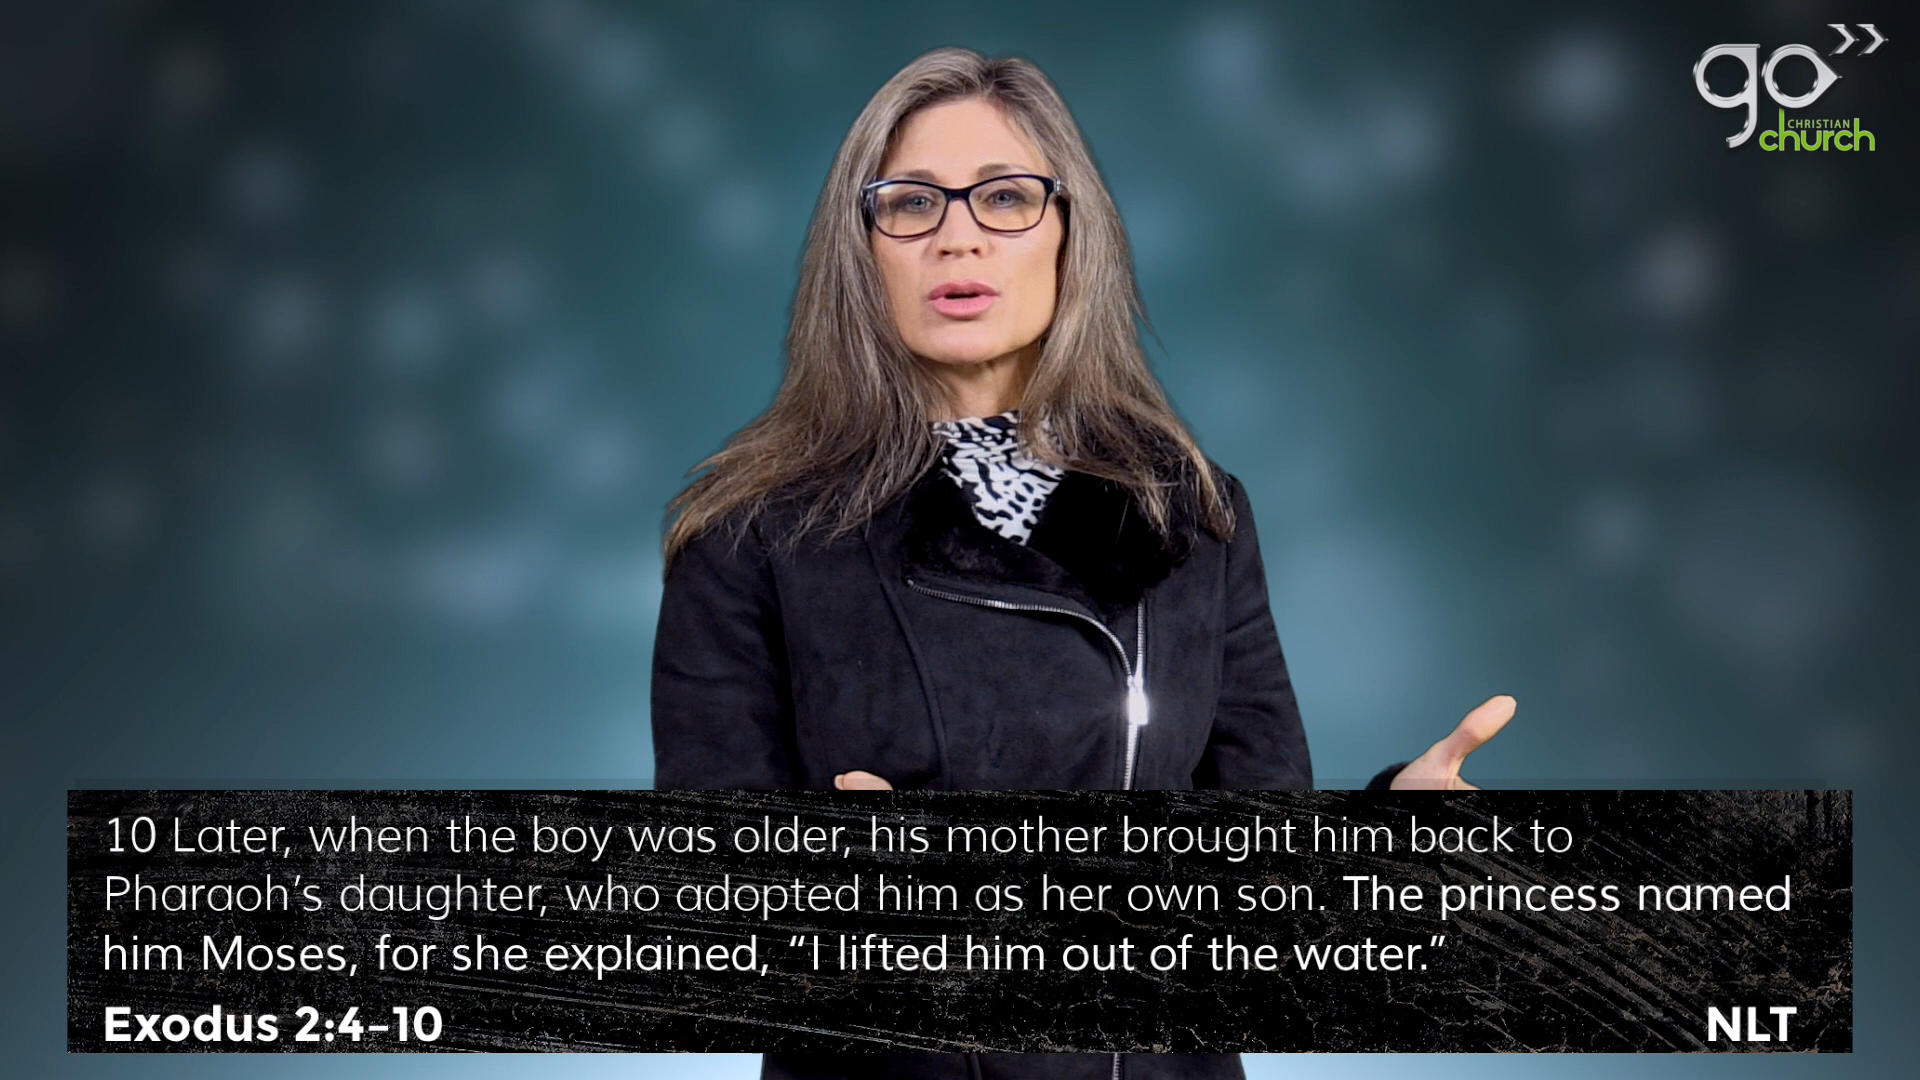 go
CHRISTIAN
church
10 Later, when the boy was older, his mother brought him back to
Pharaoh’s daughter, who adopted him as her own son. The princess named
him Moses, for she explained, “I lifted him out of the water.”
Exodus 2:4–10
NLT